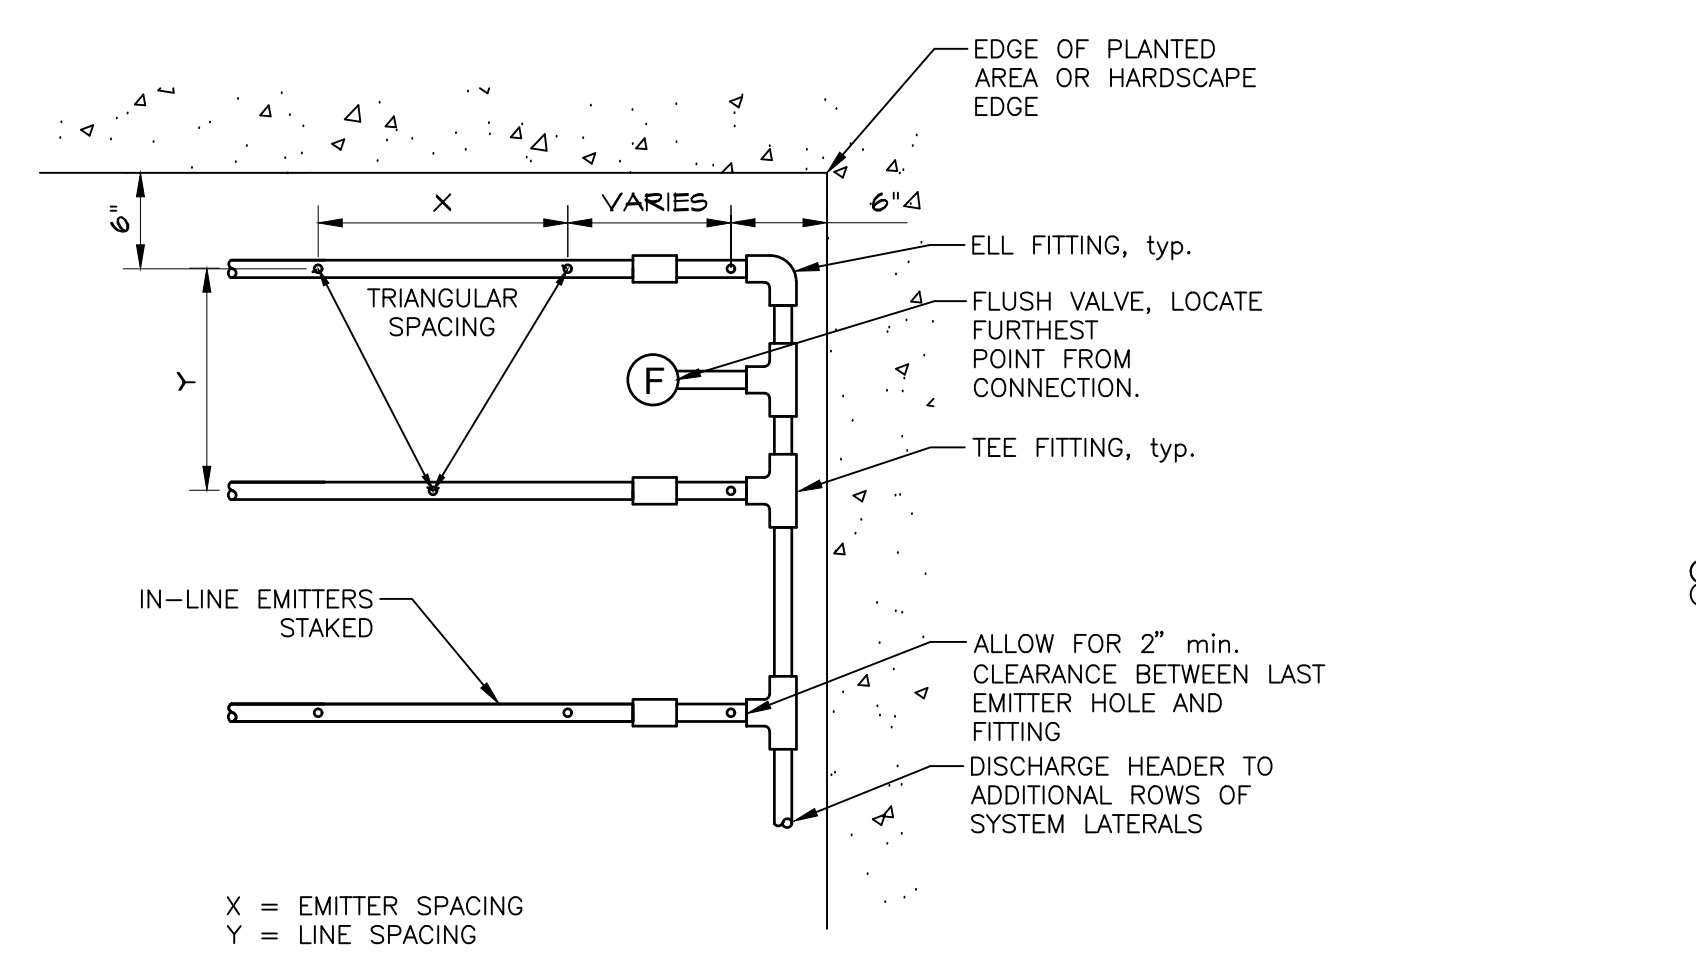 EDGE OF PLANTED
AREA OR HARDSCAPE
EDGE
6"
X
VARIES
6"
ELL FITTING, typ.
TRIANGULAR
SPACING
FLUSH VALVE, LOCATE
FURTHEST
POINT FROM
CONNECTION.
Y
F
TEE FITTING, typ.
IN-LINE EMITTERS
STAKED
ALLOW FOR 2” min.
CLEARANCE BETWEEN LAST
EMITTER HOLE AND
FITTING
DISCHARGE HEADER TO
ADDITIONAL ROWS OF
SYSTEM LATERALS
X = EMITTER SPACING
Y = LINE SPACING